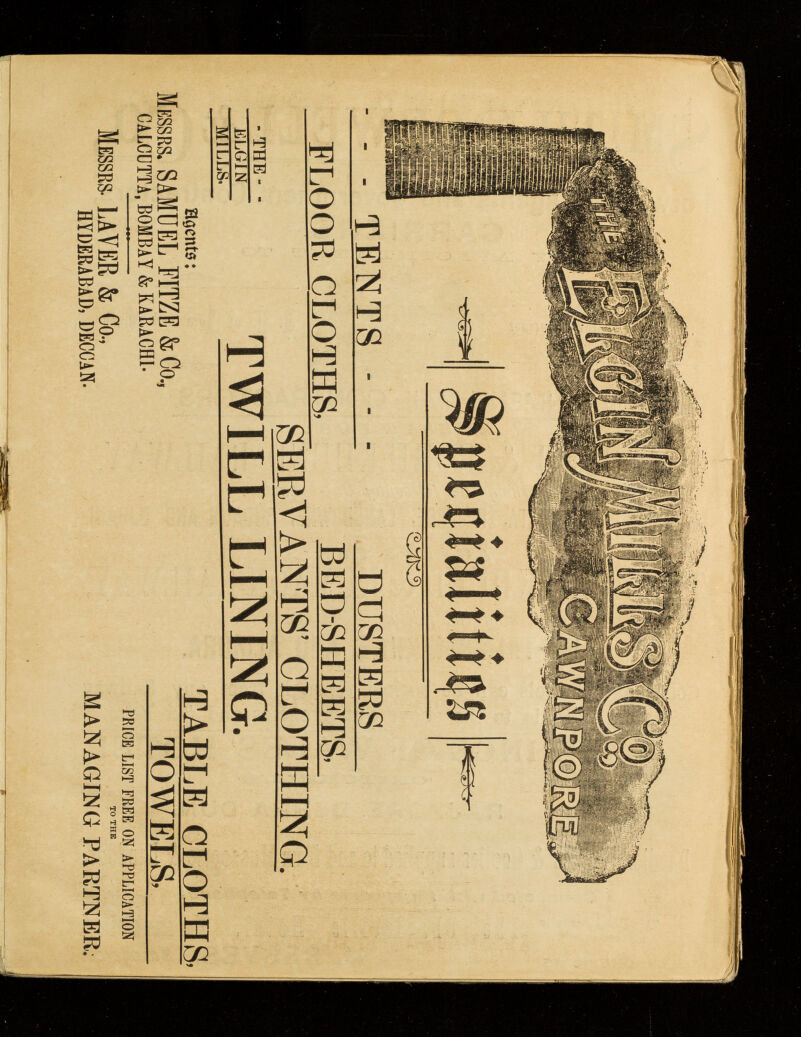 THE ELGIN MILLS CO.,
CAWNPORE.
Specialities
- - - TENTS - - -
DUSTERS
FLOOR CLOTHS,
BED-SHEETS,
SERVANTS' CLOTHING.
- THE - -
ELGIN
MILLS.
TWILL LINING.
Agents:
MESSRS. SAMUEL FITZE & CO.,
CALCUTTA, BOMBAY & KARACHI.
MESSRS. LAVER & CO.,
HYDERABAD, DECCAN.
TABLE CLOTHS,
TOWELS,
PRICE LIST FREE ON APPLICATION
TO THE
MANAGING PARTNER.